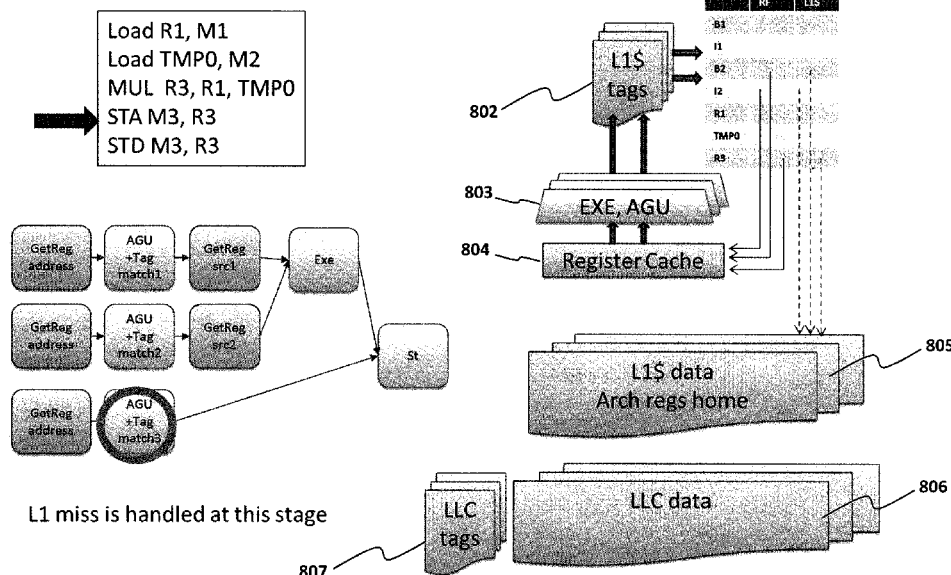 Load R1, M1
Load TMP0, M2
MUL R3, R1, TMP0
STA M3, R3
STD M3, R3
RF L1$
B1
I1
B2
I2
R1
TMP0
R3
L1$
tags
802
803
EXE, AGU
804
Register Cache
GetReg
address
AGU
+Tag
match1
GetReg
src1
Exe
GetReg
address
AGU
+Tag
match2
GetReg
src2
St
GetReg
address
AGU
+Tag
match3
L1$ data
Arch regs home
805
L1 miss is handled at this stage
LLC
tags
LLC data
806
807